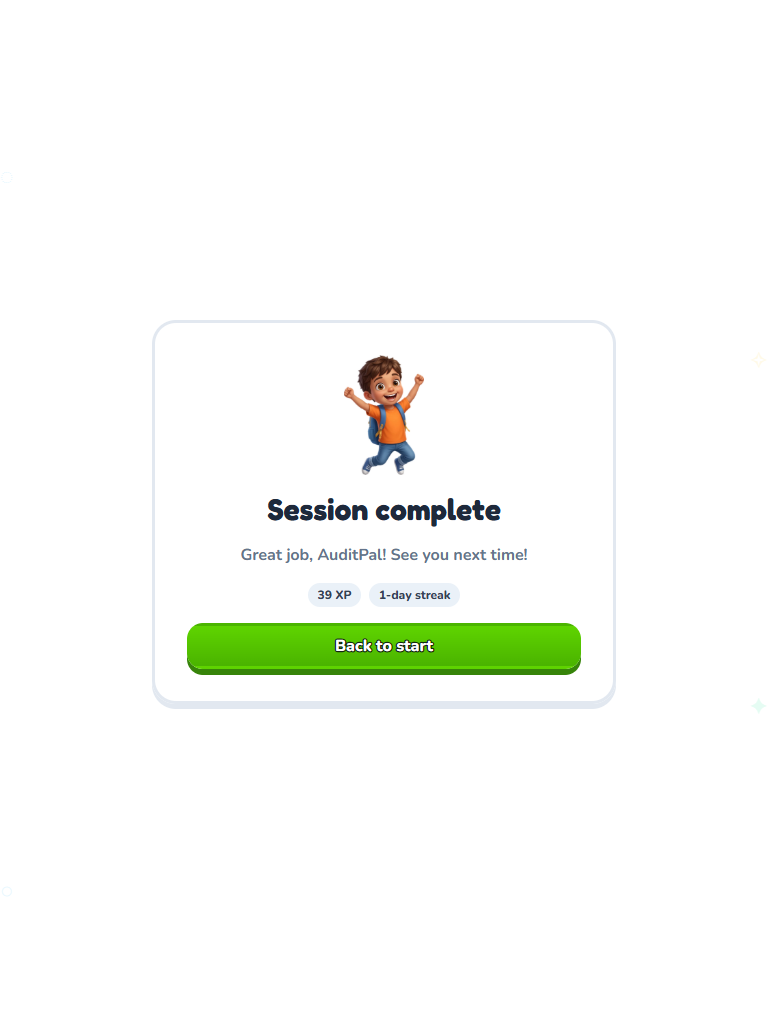 Session complete
Great job, AuditPal! See you next time!
39 XP 1-day streak
Back to start